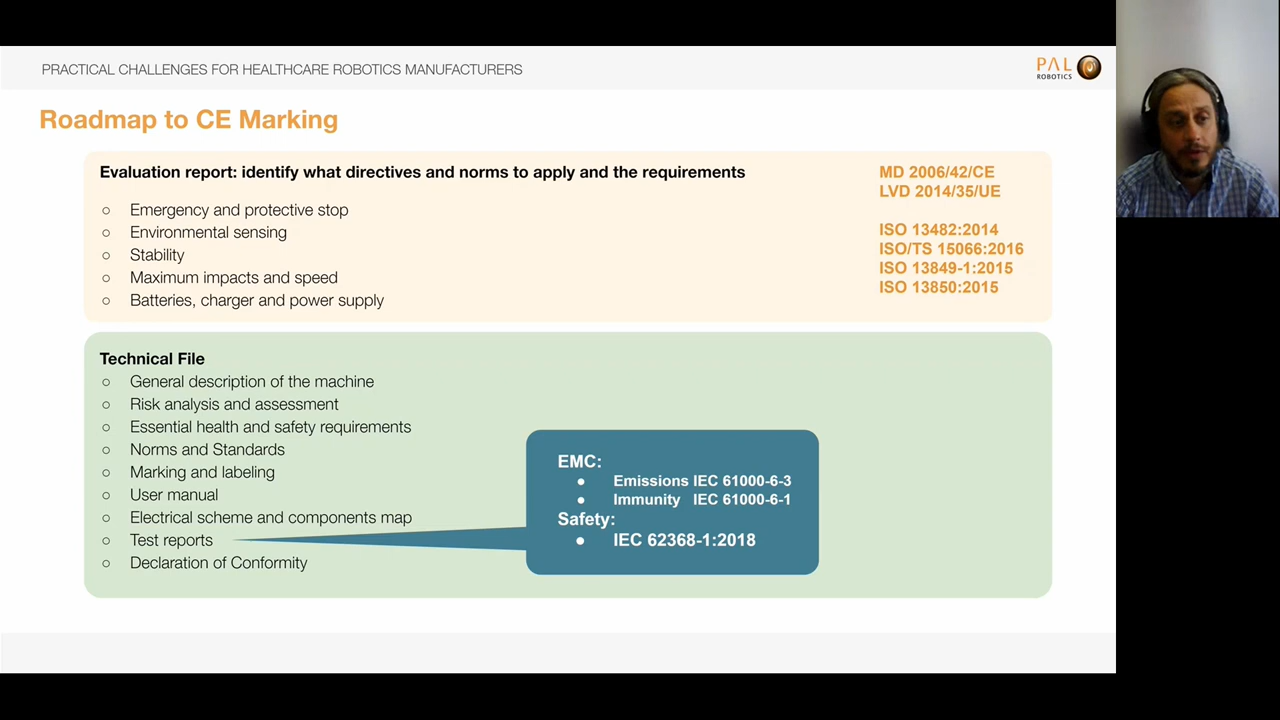 PRACTICAL CHALLENGES FOR HEALTHCARE ROBOTICS MANUFACTURERS
PAL
ROBOTICS
Roadmap to CE Marking
Evaluation report: identify what directives and norms to apply and the requirements
○ Emergency and protective stop
○ Environmental sensing
○ Stability
○ Maximum impacts and speed
○ Batteries, charger and power supply
MD 2006/42/CE
LVD 2014/35/UE
ISO 13482:2014
ISO/TS 15066:2016
ISO 13849-1:2015
ISO 13850:2015
Technical File
○ General description of the machine
○ Risk analysis and assessment
○ Essential health and safety requirements
○ Norms and Standards
○ Marking and labeling
○ User manual
○ Electrical scheme and components map
○ Test reports
○ Declaration of Conformity
EMC:
● Emissions IEC 61000-6-3
● Immunity IEC 61000-6-1
Safety:
● IEC 62368-1:2018